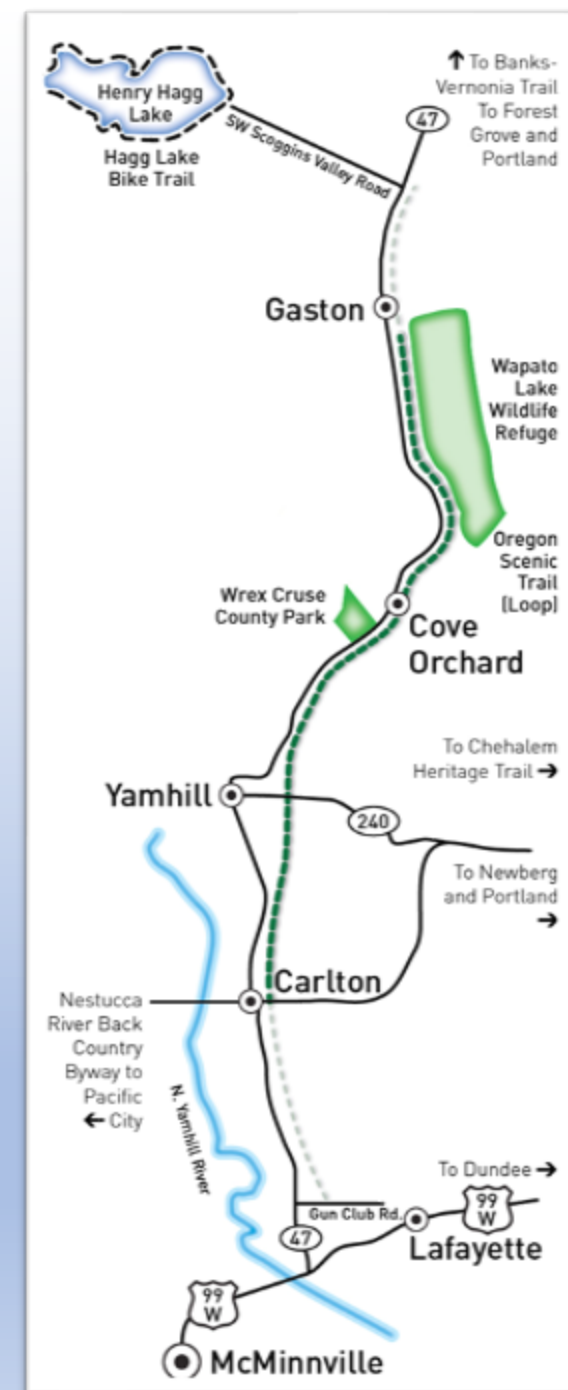 Henry Hagg
Lake
Hagg Lake
Bike Trail
SW Scoggins Valley Road
↑ To Banks-
Vernonia Trail
To Forest
Grove and
Portland
47
Gaston
Wapato
Lake
Wildlife
Refuge
Oregon
Scenic
Trail
(Loop)
Wrex Cruse
County Park
Cove
Orchard
To Chehalem
Heritage Trail →
Yamhill
240
To Newberg
and Portland
→
Carlton
Nestucca
River Back
Country
Byway to
Pacific
← City
N. Yamhill River
To Dundee →
99
W
Gun Club Rd.
47
Lafayette
99
W
McMinnville